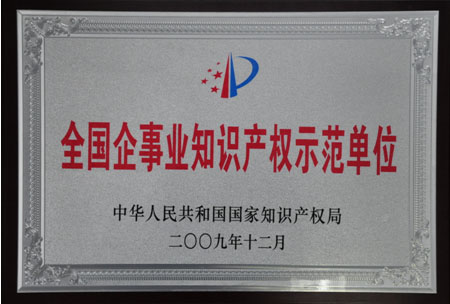 全国企事业知识产权示范单位
中华人民共和国国家知识产权局
二〇〇九年十二月